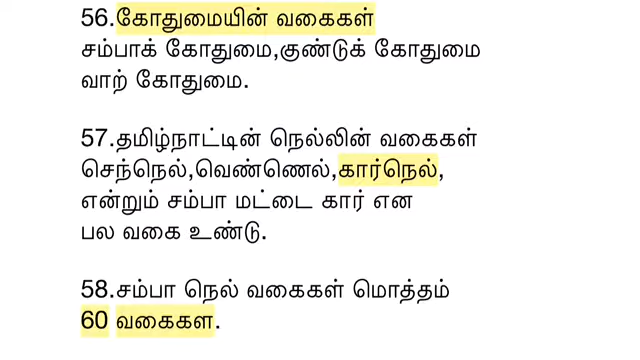 56.கோதுமையின் வகைகள்
சம்பாக் கோதுமை,குண்டுக் கோதுமை
வாற் கோதுமை.
57.தமிழ்நாட்டின் நெல்லின் வகைகள்
செந்நெல்,வெண்ணெல்,கார்நெல்,
என்றும் சம்பா மட்டை கார் என
பல வகை உண்டு.
58.சம்பா நெல் வகைகள் மொத்தம்
60 வகைகள.